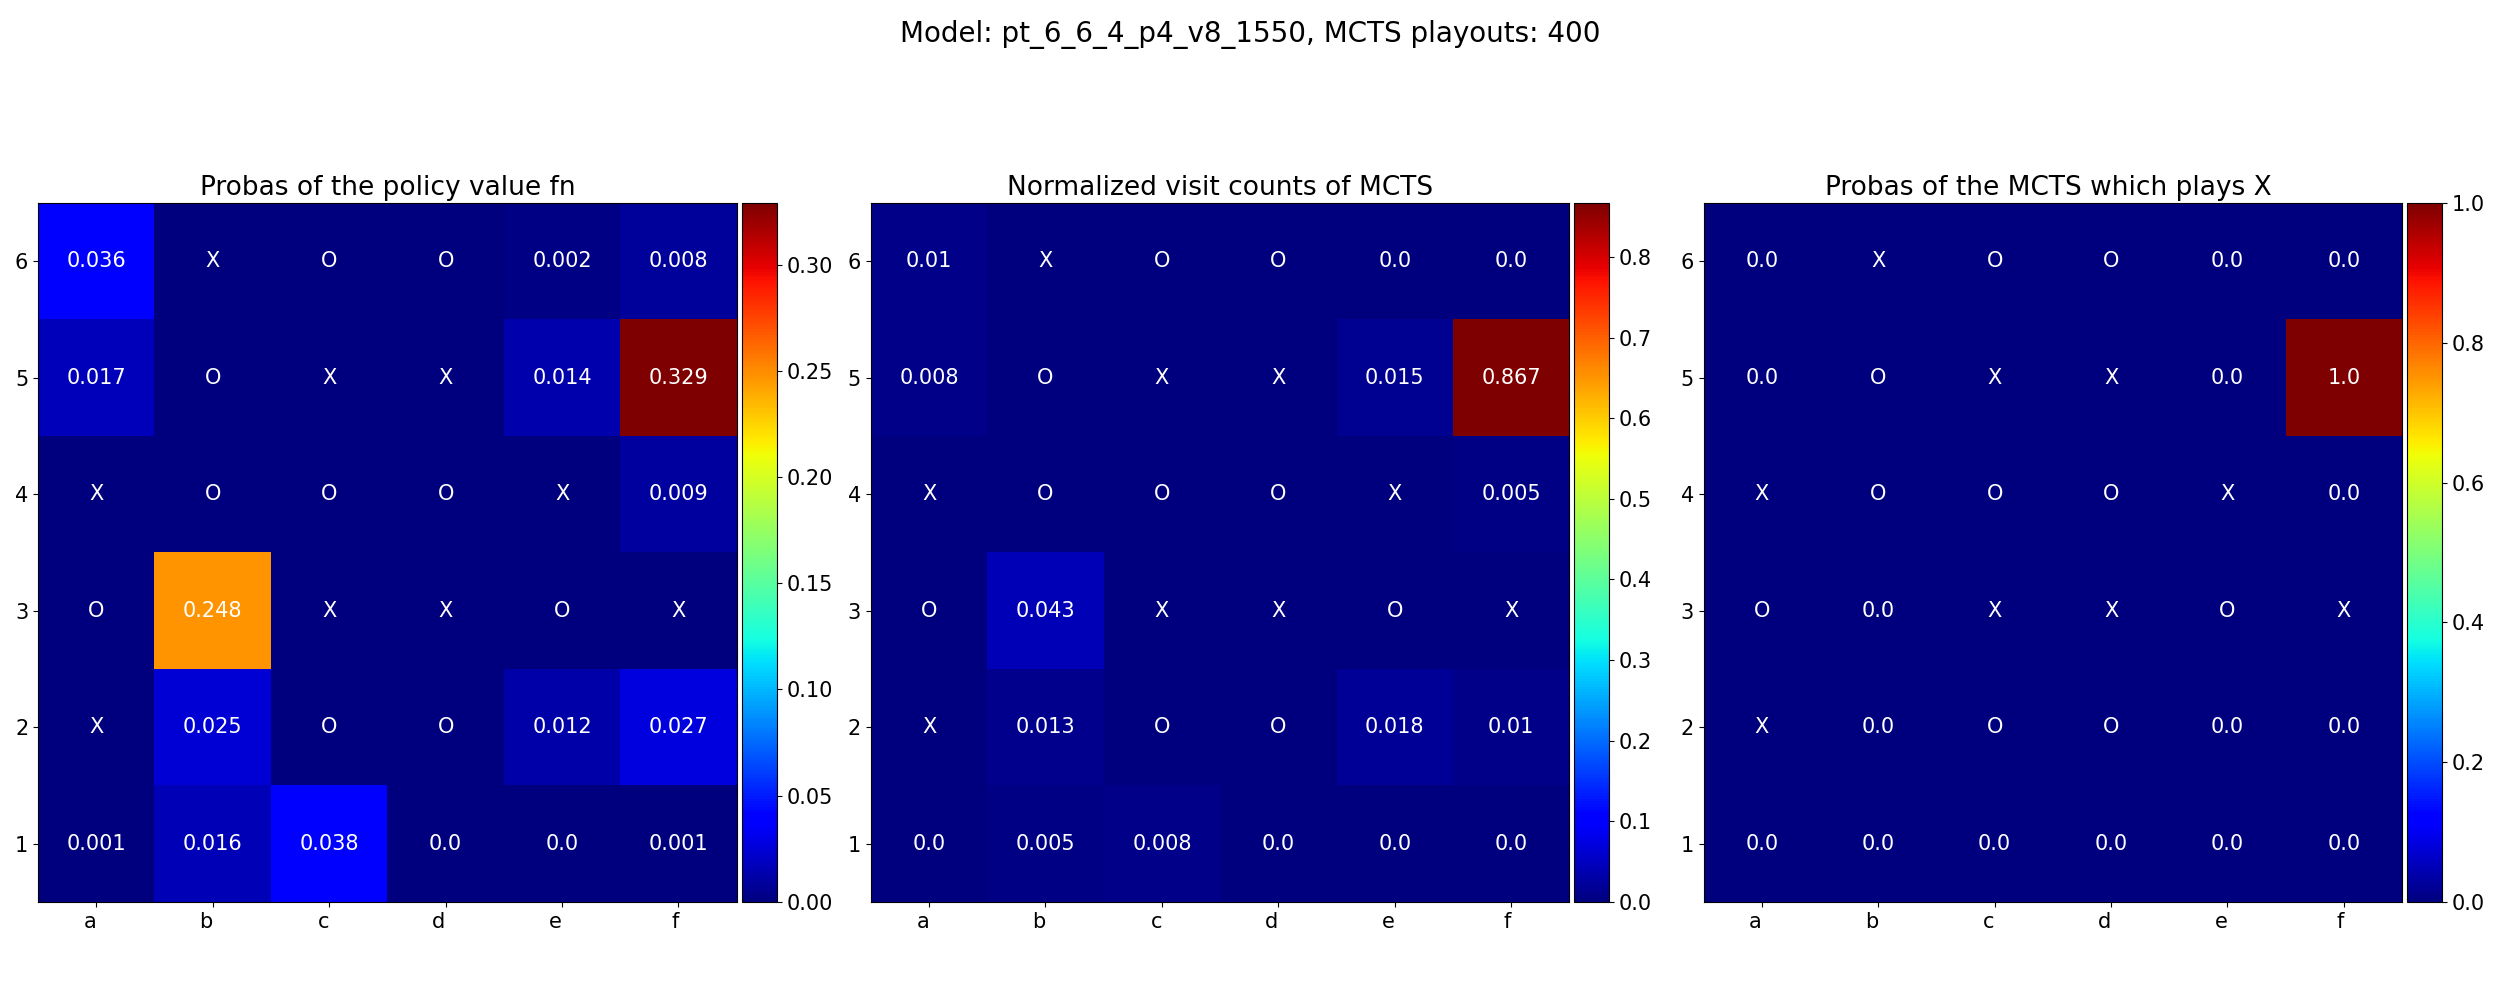 Model: pt_6_6_4_p4_v8_1550, MCTS playouts: 400
Probas of the policy value fn
6 0.036 X O O 0.002 0.008
5 0.017 O X X 0.014 0.329
4 X O O O X 0.009
3 O 0.248 X X O X
2 X 0.025 O O 0.012 0.027
1 0.001 0.016 0.038 0.0 0.0 0.001
a b c d e f
0.30
0.25
0.20
0.15
0.10
0.05
0.00
Normalized visit counts of MCTS
6 0.01 X O O 0.0 0.0
5 0.008 O X X 0.015 0.867
4 X O O O X 0.005
3 O 0.043 X X O X
2 X 0.013 O O 0.018 0.01
1 0.0 0.005 0.008 0.0 0.0 0.0
a b c d e f
0.8
0.7
0.6
0.5
0.4
0.3
0.2
0.1
0.0
Probas of the MCTS which plays X
6 0.0 X O O 0.0 0.0
5 0.0 O X X 0.0 1.0
4 X O O O X 0.0
3 O 0.0 X X O X
2 X 0.0 O O 0.0 0.0
1 0.0 0.0 0.0 0.0 0.0 0.0
a b c d e f
1.0
0.8
0.6
0.4
0.2
0.0